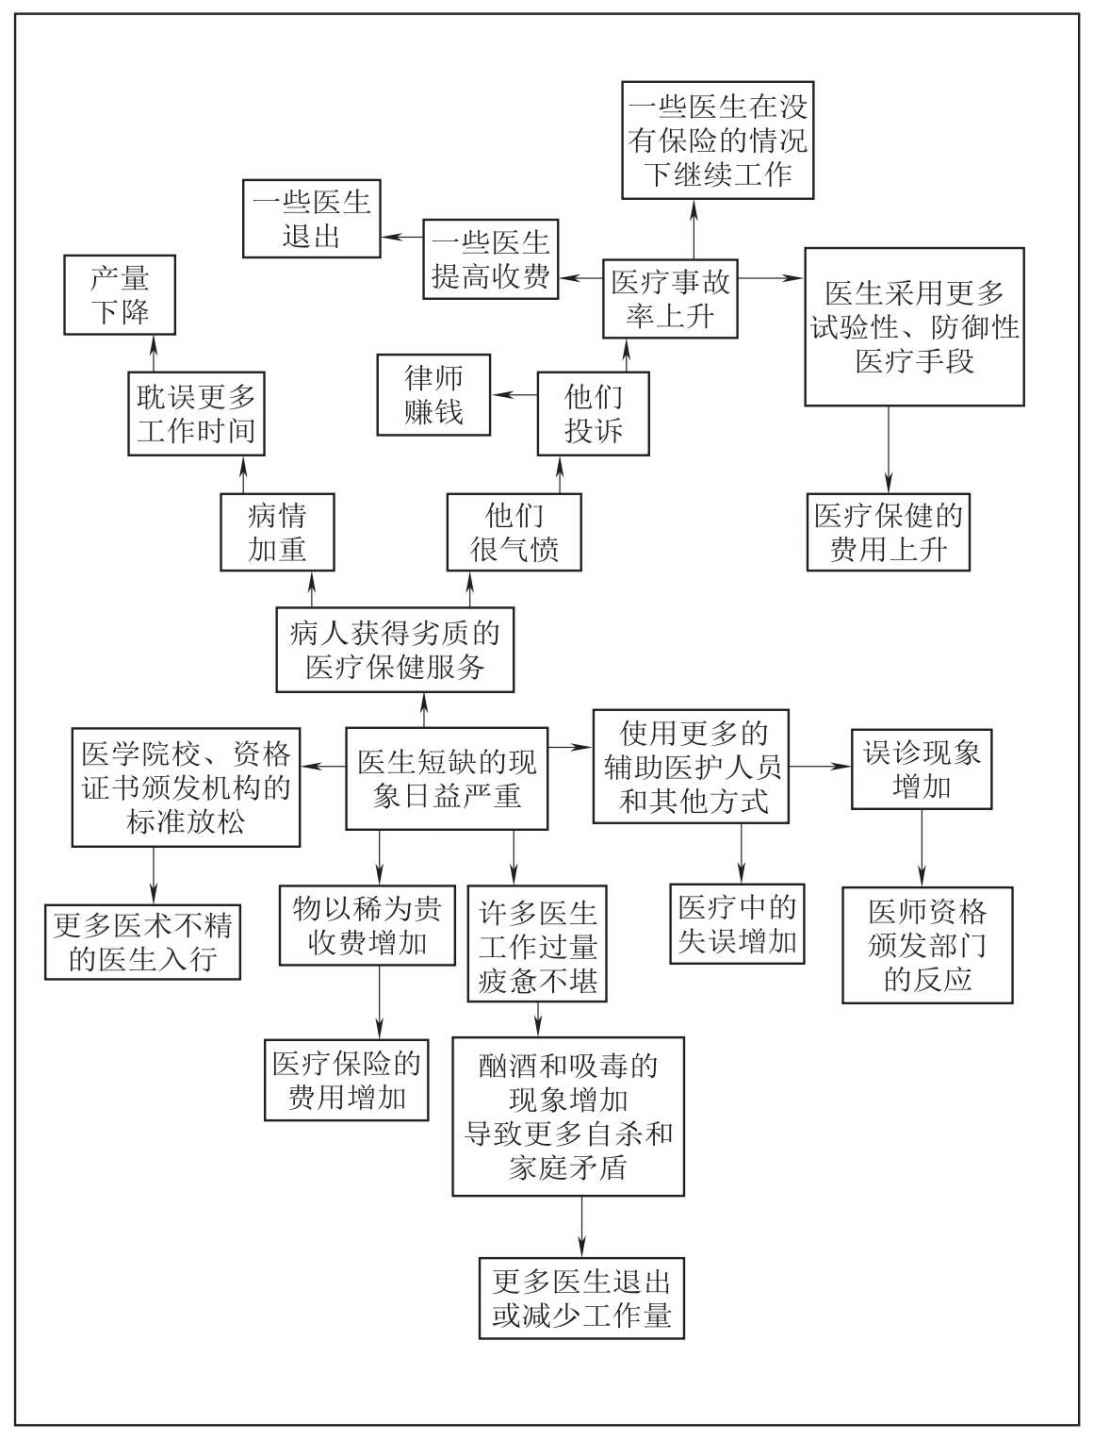 一些医生在没
有保险的情况
下继续工作
一些医生
退出
一些医生
提高收费
医疗事故
率上升
医生采用更多
试验性、防御性
医疗手段
产量
下降
耽误更多
工作时间
律师
赚钱
他们
投诉
病情
加重
他们
很气愤
医疗保健的
费用上升
病人获得劣质的
医疗保健服务
医学院校、资格
证书颁发机构的
标准放松
医生短缺的现
象日益严重
使用更多的
辅助医护人员
和其他方式
误诊现象
增加
更多医术不精
的医生入行
物以稀为贵
收费增加
许多医生
工作过量
疲惫不堪
医疗中的
失误增加
医师资格
颁发部门
的反应
医疗保险的
费用增加
酗酒和吸毒的
现象增加
导致更多自杀和
家庭矛盾
更多医生退出
或减少工作量